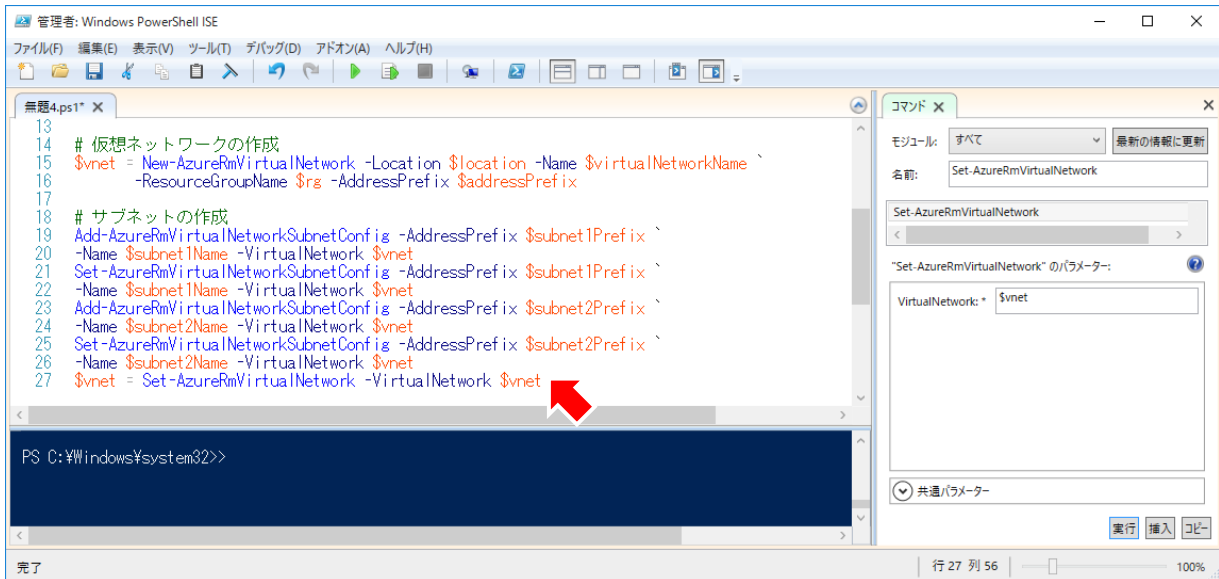 管理者: Windows PowerShell ISE
ファイル(F) 編集(E) 表示(V) ツール(T) デバッグ(D) アドオン(A) ヘルプ(H)
無題4.ps1* X
13
14 # 仮想ネットワークの作成
15 $vnet = New-AzureRmVirtualNetwork -Location $location -Name $virtualNetworkName `
16 -ResourceGroupName $rg -AddressPrefix $addressPrefix
17
18 # サブネットの作成
19 Add-AzureRmVirtualNetworkSubnetConfig -AddressPrefix $subnet1Prefix `
20 -Name $subnet1Name -VirtualNetwork $vnet
21 Set-AzureRmVirtualNetworkSubnetConfig -AddressPrefix $subnet1Prefix `
22 -Name $subnet1Name -VirtualNetwork $vnet
23 Add-AzureRmVirtualNetworkSubnetConfig -AddressPrefix $subnet2Prefix `
24 -Name $subnet2Name -VirtualNetwork $vnet
25 Set-AzureRmVirtualNetworkSubnetConfig -AddressPrefix $subnet2Prefix `
26 -Name $subnet2Name -VirtualNetwork $vnet
27 $vnet = Set-AzureRmVirtualNetwork -VirtualNetwork $vnet
PS C:¥Windows¥system32>>
コマンド X
モジュール: すべて 最新の情報に更新
名前: Set-AzureRmVirtualNetwork
Set-AzureRmVirtualNetwork
"Set-AzureRmVirtualNetwork" のパラメーター:
VirtualNetwork: * $vnet
共通パラメーター
実行 挿入 コピー
完了 行 27 列 56 100%